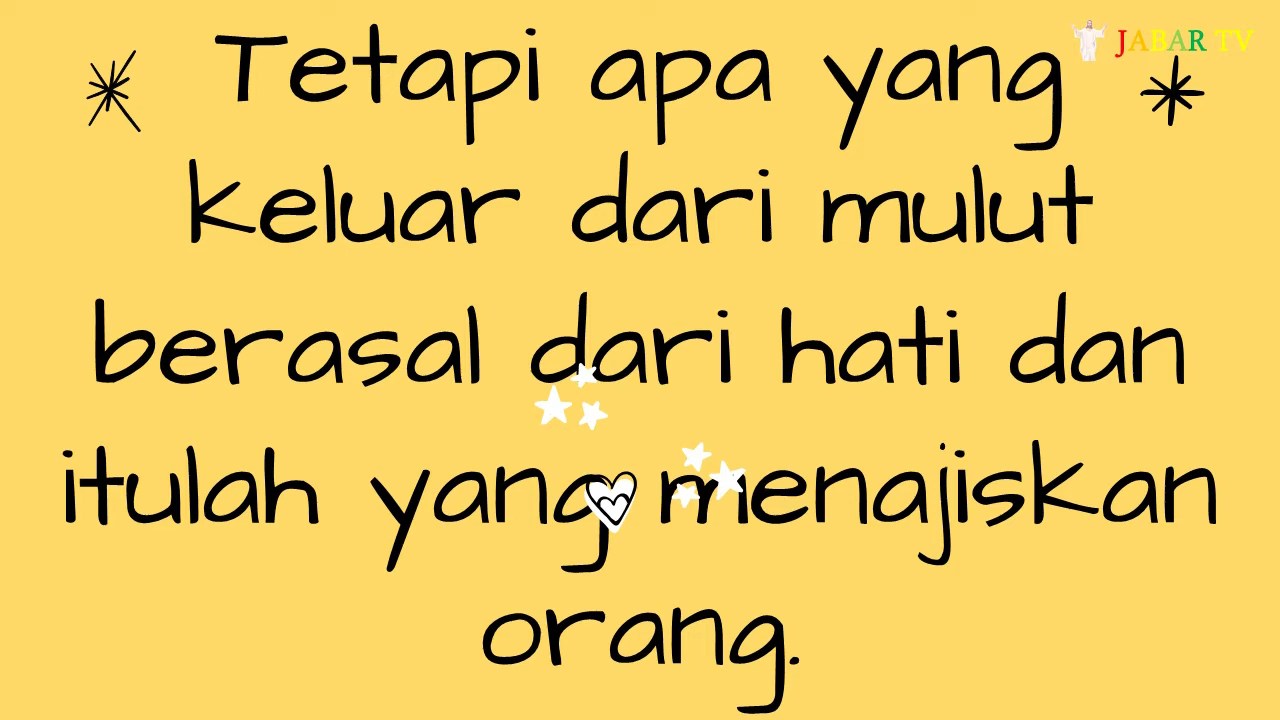 JABAR TV
Tetapi apa yang
keluar dari mulut
berasal dari hati dan
itulah yang menajiskan
orang.